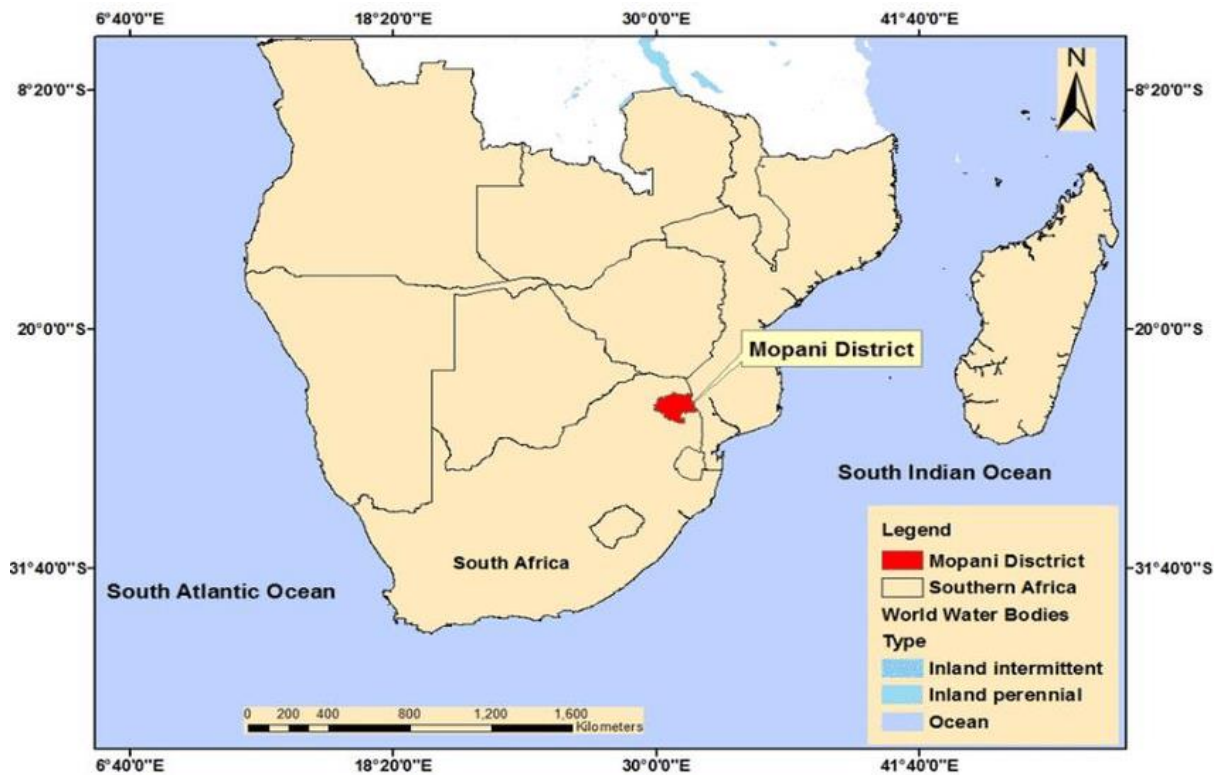 6°40'0"E 18°20'0"E 30°0'0"E 41°40'0"E
N
8°20'0"S 8°20'0"S
20°0'0"S 20°0'0"S
Mopani District
South Indian Ocean
Legend
Mopani Disctrict
Southern Africa
World Water Bodies
Type
Inland intermittent
Inland perennial
Ocean
South Africa
31°40'0"S 31°40'0"S
South Atlantic Ocean
0 200 400 800 1,200 1,600
Kilometers
6°40'0"E 18°20'0"E 30°0'0"E 41°40'0"E